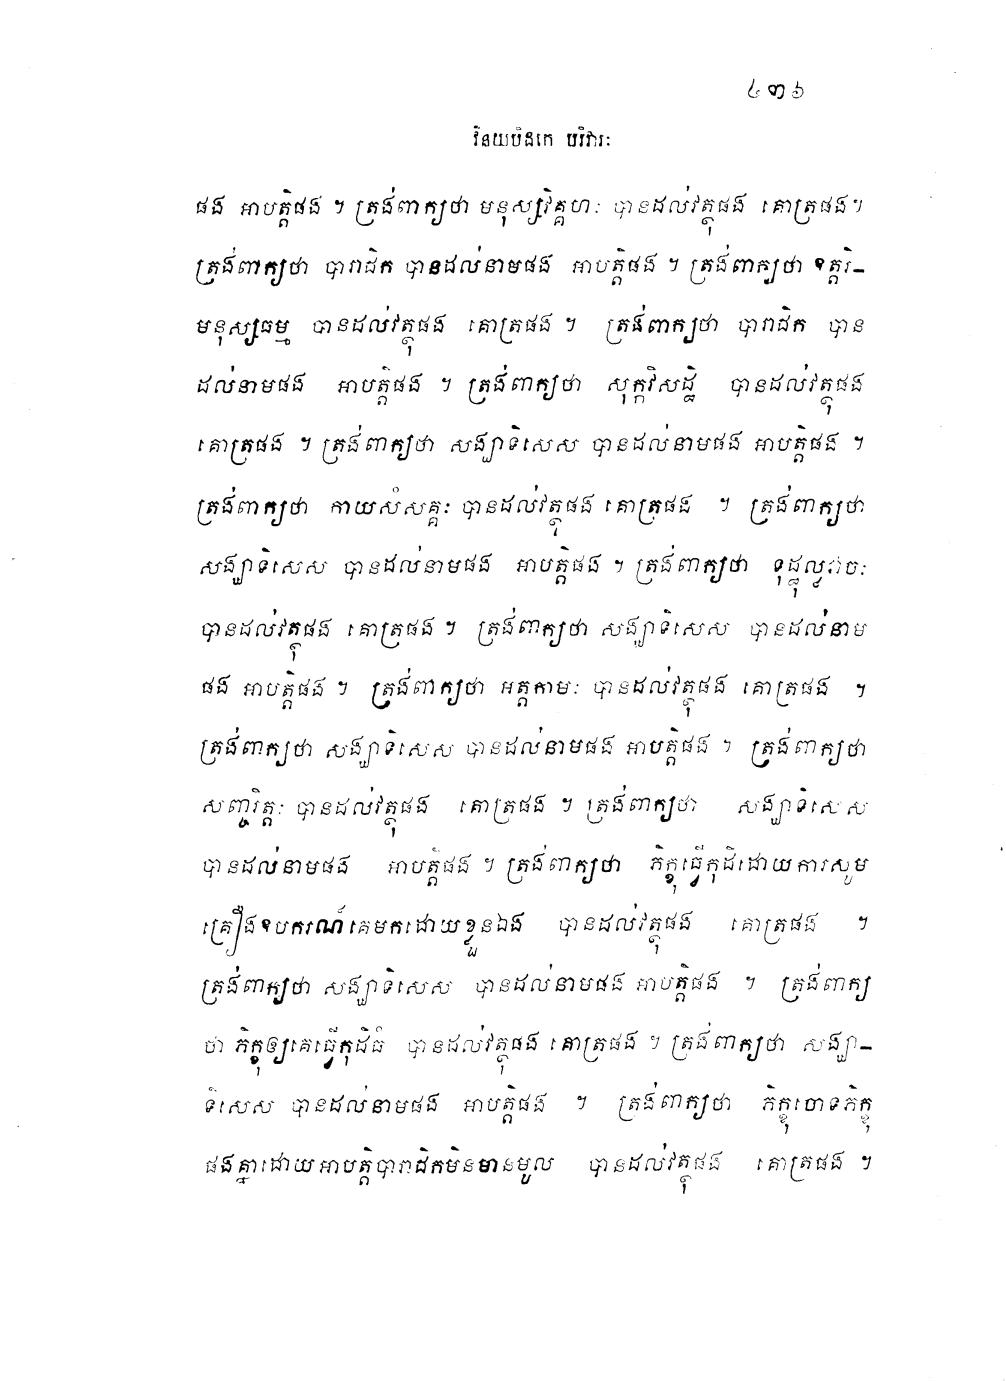 ៤៣៦
វិនយបិដកេ បរិវារៈ
ផង អាបត្តិផង ។ ត្រង់ពាក្យថា មនុស្សវិគ្គហៈ បានដល់វត្ថុផង គោត្រផង។
ត្រង់ពាក្យថា បារាជិក បានដល់នាមផង អាបត្តិផង ។ ត្រង់ពាក្យថា ឧត្តរិ-
មនុស្សធម្ម បានដល់វត្ថុផង គោត្រផង ។ ត្រង់ពាក្យថា បារាជិក បាន
ដល់នាមផង អាបត្តិផង ។ ត្រង់ពាក្យថា សុក្កវិសដ្ឋិ បានដល់វត្ថុផង
គោត្រផង ។ ត្រង់ពាក្យថា សង្ឃាទិសេស បានដល់នាមផង អាបត្តិផង ។
ត្រង់ពាក្យថា កាយសំសគ្គៈ បានដល់វត្ថុផង គោត្រផង ។ ត្រង់ពាក្យថា
សង្ឃាទិសេស បានដល់នាមផង អាបត្តិផង ។ ត្រង់ពាក្យថា ទុដ្ឋុល្លវាចៈ
បានដល់វត្ថុផង គោត្រផង ។ ត្រង់ពាក្យថា សង្ឃាទិសេស បានដល់នាម
ផង អាបត្តិផង ។ ត្រង់ពាក្យថា អត្តកាមៈ បានដល់វត្ថុផង គោត្រផង ។
ត្រង់ពាក្យថា សង្ឃាទិសេស បានដល់នាមផង អាបត្តិផង ។ ត្រង់ពាក្យថា
សញ្ចរិត្តៈ បានដល់វត្ថុផង គោត្រផង ។ ត្រង់ពាក្យថា សង្ឃាទិសេស
បានដល់នាមផង អាបត្តិផង ។ ត្រង់ពាក្យថា ភិក្ខុធ្វើកុដិដោយការសូម
គ្រឿងឧបករណ៍គេមកដោយខ្លួនឯង បានដល់វត្ថុផង គោត្រផង ។
ត្រង់ពាក្យថា សង្ឃាទិសេស បានដល់នាមផង អាបត្តិផង ។ ត្រង់ពាក្យ
ថា ភិក្ខុឲ្យគេធ្វើកុដិធំ បានដល់វត្ថុផង គោត្រផង ។ ត្រង់ពាក្យថា សង្ឃា-
ទិសេស បានដល់នាមផង អាបត្តិផង ។ ត្រង់ពាក្យថា ភិក្ខុចោទភិក្ខុ
ផងគ្នាដោយអាបត្តិបារាជិកមិនមានមូល បានដល់វត្ថុផង គោត្រផង ។